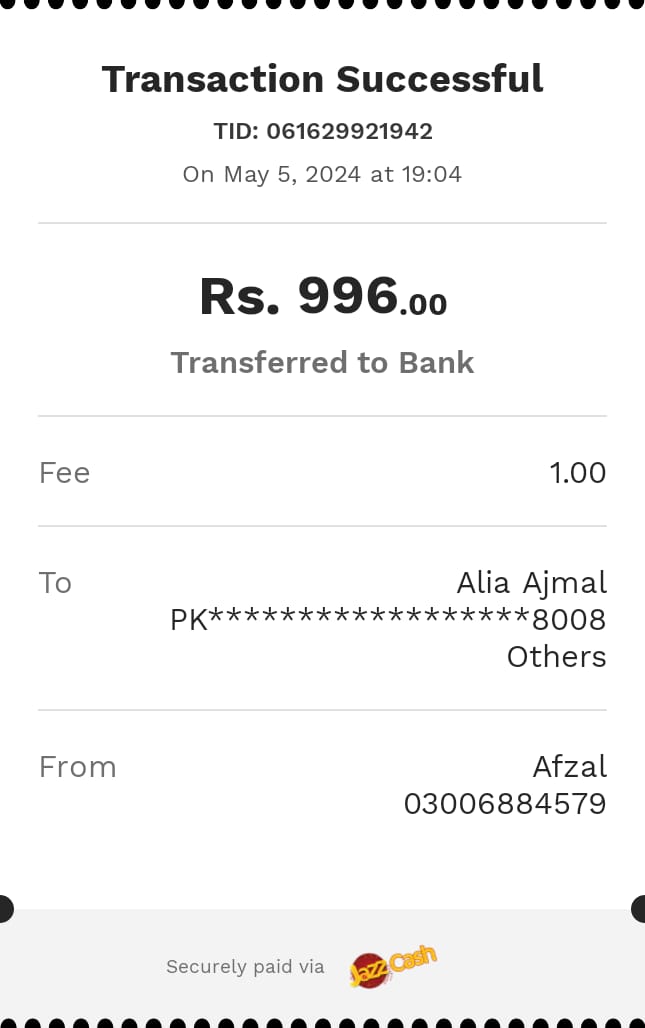 Transaction Successful
TID: 061629921942
On May 5, 2024 at 19:04
Rs. 996.00
Transferred to Bank
Fee 1.00
To Alia Ajmal
PK******************8008
Others
From Afzal
03006884579
Securely paid via JazzCash